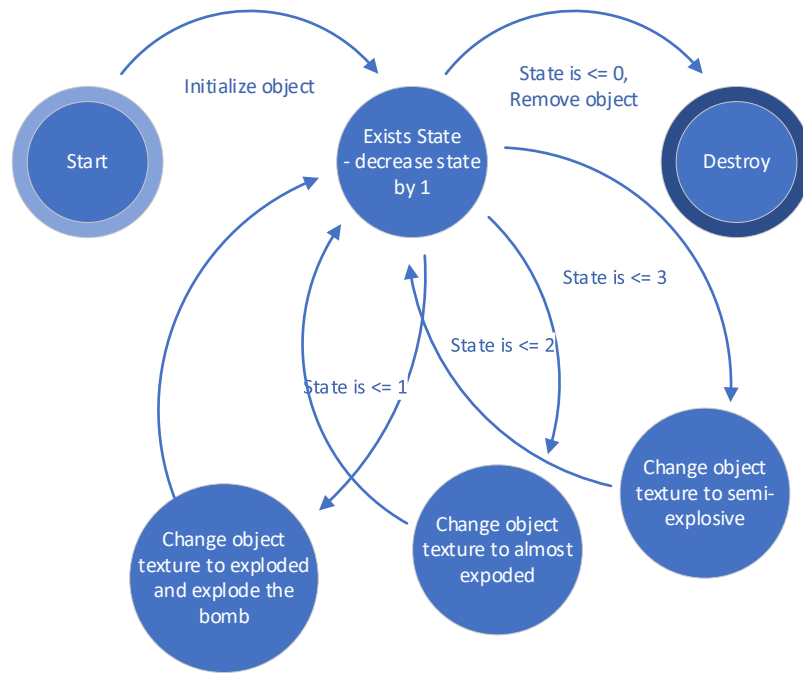 Initialize object
State is <= 0,
Remove object
Start
Exists State
- decrease state
by 1
Destroy
State is <= 3
State is <= 2
State is <= 1
Change object
texture to semi-
explosive
Change object
texture to almost
expoded
Change object
texture to exploded
and explode the
bomb